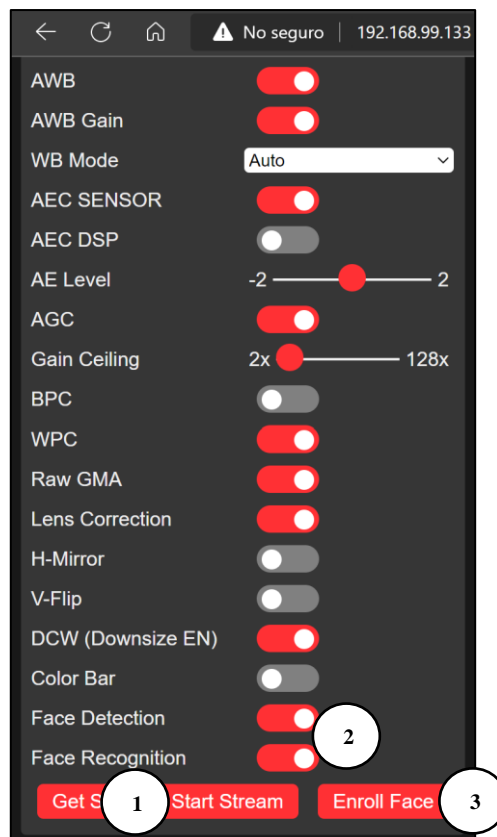 No seguro 192.168.99.133
AWB
AWB Gain
WB Mode Auto
AEC SENSOR
AEC DSP
AE Level -2 2
AGC
Gain Ceiling 2x 128x
BPC
WPC
Raw GMA
Lens Correction
H-Mirror
V-Flip
DCW (Downsize EN)
Color Bar
Face Detection
2
Face Recognition
Get 1 Start Stream Enroll Face 3